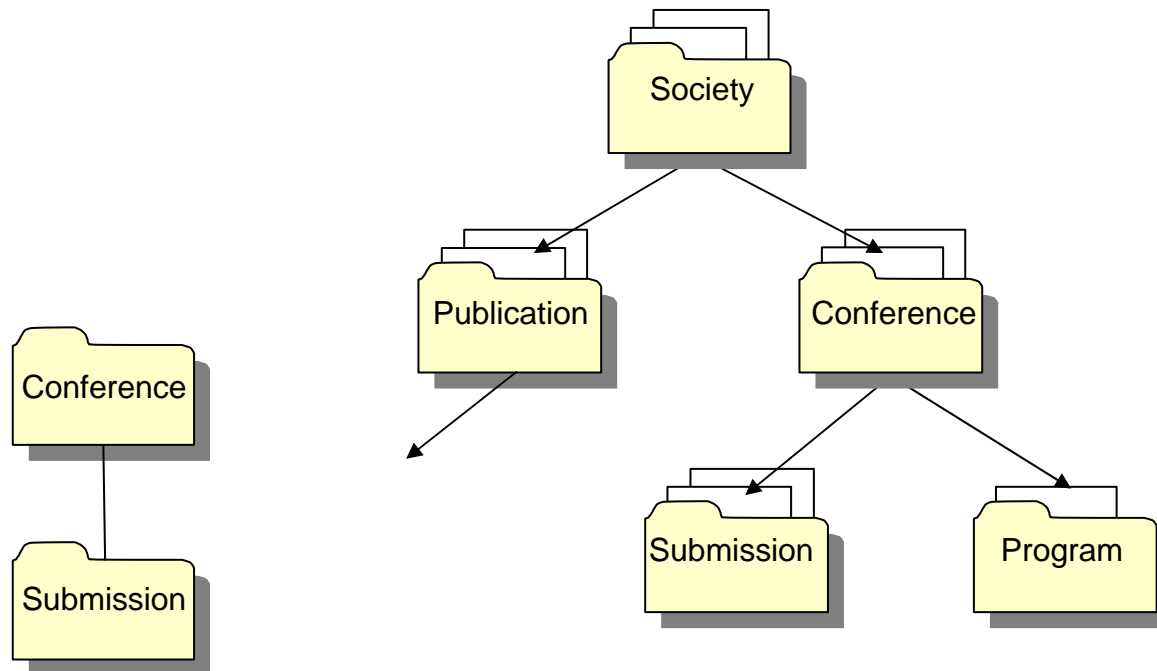 Society
Publication
Conference
Conference
Submission
Program
Submission